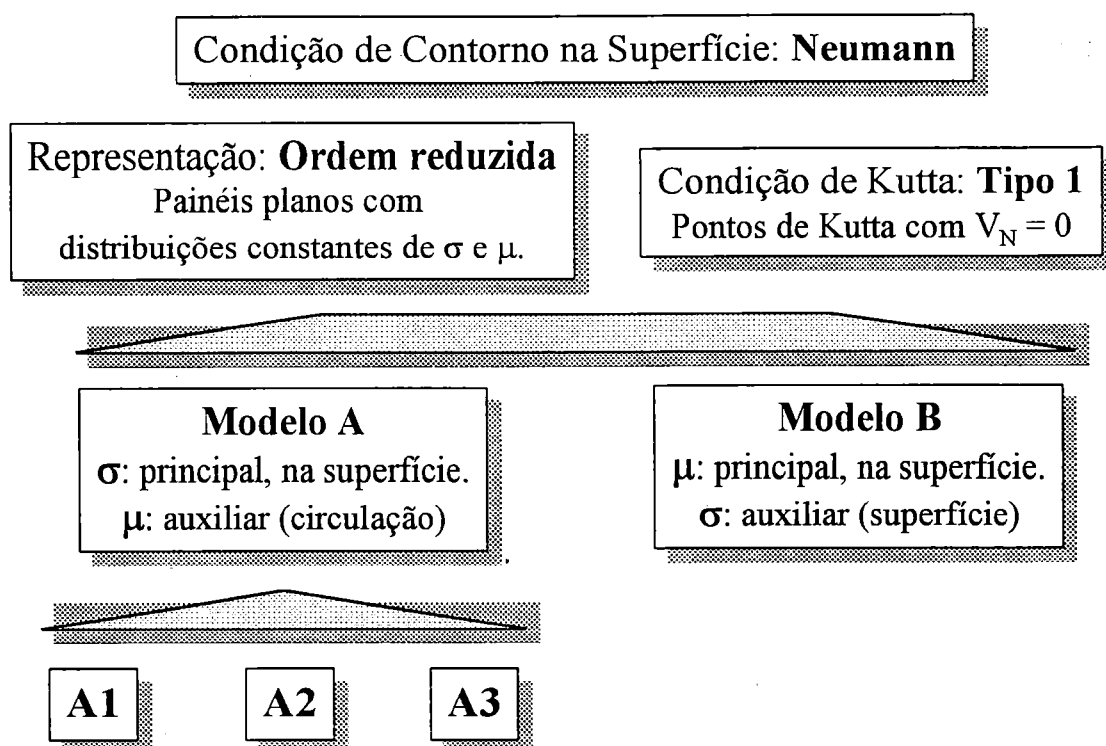 Condição de Contorno na Superfície: Neumann
Representação: Ordem reduzida
Painéis planos com
distribuições constantes de σ e μ.
Condição de Kutta: Tipo 1
Pontos de Kutta com V_N = 0
Modelo A
σ: principal, na superfície.
μ: auxiliar (circulação)
Modelo B
μ: principal, na superfície.
σ: auxiliar (superfície)
A1
A2
A3